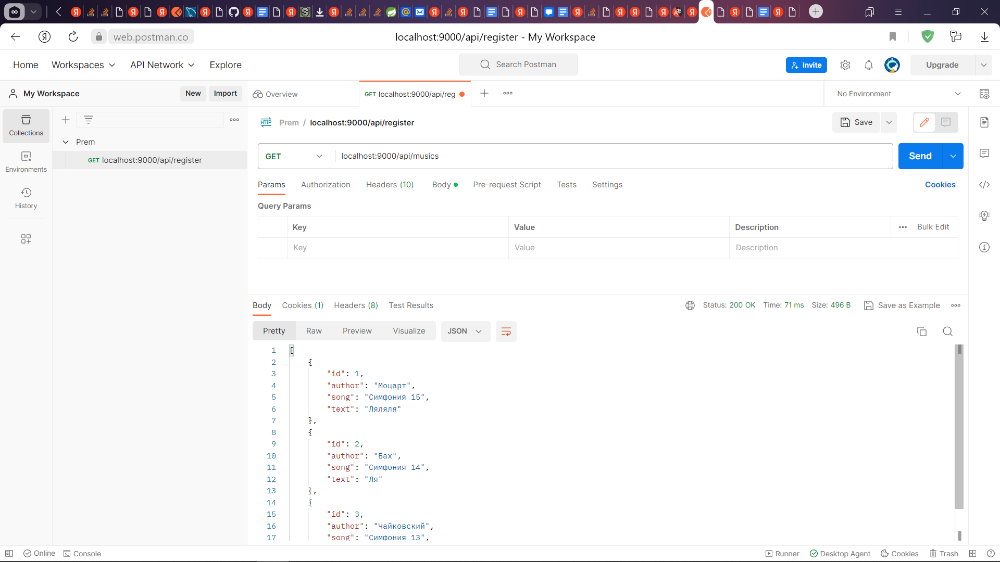 web.postman.co
localhost:9000/api/register - My Workspace
Home
Workspaces
API Network
Explore
Search Postman
Invite
Upgrade
My Workspace
New
Import
Overview
GET localhost:9000/api/reg
No Environment
Collections
Environments
History
Prem
GET localhost:9000/api/register
HTTP
Prem / localhost:9000/api/register
Save
GET
localhost:9000/api/musics
Send
Params
Authorization
Headers (10)
Body
Pre-request Script
Tests
Settings
Cookies
Query Params
Key
Value
Description
Bulk Edit
Key
Value
Description
Body
Cookies (1)
Headers (8)
Test Results
Status: 200 OK
Time: 71 ms
Size: 496 B
Save as Example
Pretty
Raw
Preview
Visualize
JSON
1 [
2 {
3 "id": 1,
4 "author": "Моцарт",
5 "song": "Симфония 15",
6 "text": "Ляляля"
7 },
8 {
9 "id": 2,
10 "author": "Бах",
11 "song": "Симфония 14",
12 "text": "Ля"
13 },
14 {
15 "id": 3,
16 "author": "Чайковский",
17 "song": "Симфония 13",
Online
Console
Runner
Desktop Agent
Cookies
Trash